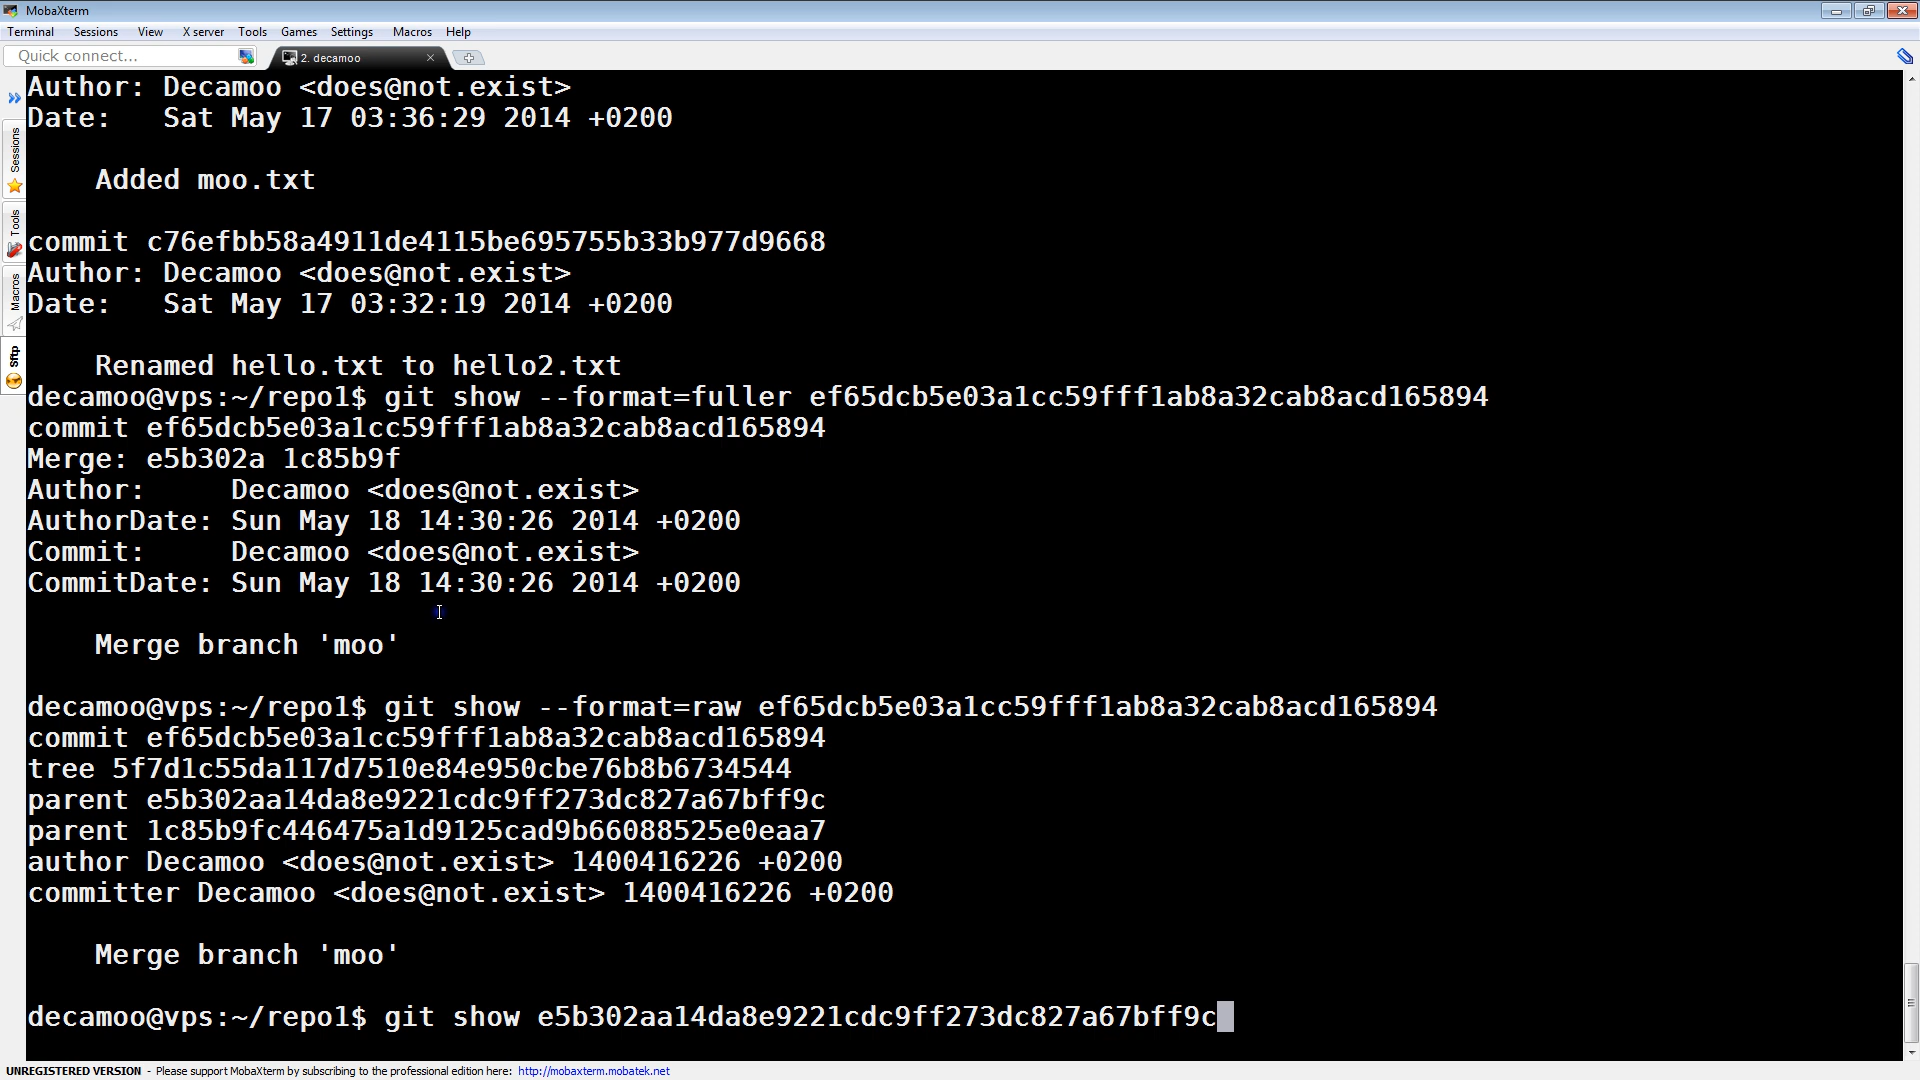 MobaXterm
Terminal Sessions View X server Tools Games Settings Macros Help
Quick connect...
2. decamoo
Sessions
Tools
Macros
Sftp
Author: Decamoo <does@not.exist>
Date:   Sat May 17 03:36:29 2014 +0200
    Added moo.txt
commit c76efbb58a4911de4115be695755b33b977d9668
Author: Decamoo <does@not.exist>
Date:   Sat May 17 03:32:19 2014 +0200
    Renamed hello.txt to hello2.txt
decamoo@vps:~/repo1$ git show --format=fuller ef65dcb5e03a1cc59fff1ab8a32cab8acd165894
commit ef65dcb5e03a1cc59fff1ab8a32cab8acd165894
Merge: e5b302a 1c85b9f
Author:     Decamoo <does@not.exist>
AuthorDate: Sun May 18 14:30:26 2014 +0200
Commit:     Decamoo <does@not.exist>
CommitDate: Sun May 18 14:30:26 2014 +0200
    Merge branch 'moo'
decamoo@vps:~/repo1$ git show --format=raw ef65dcb5e03a1cc59fff1ab8a32cab8acd165894
commit ef65dcb5e03a1cc59fff1ab8a32cab8acd165894
tree 5f7d1c55da117d7510e84e950cbe76b8b6734544
parent e5b302aa14da8e9221cdc9ff273dc827a67bff9c
parent 1c85b9fc446475a1d9125cad9b66088525e0eaa7
author Decamoo <does@not.exist> 1400416226 +0200
committer Decamoo <does@not.exist> 1400416226 +0200
    Merge branch 'moo'
decamoo@vps:~/repo1$ git show e5b302aa14da8e9221cdc9ff273dc827a67bff9c
UNREGISTERED VERSION - Please support MobaXterm by subscribing to the professional edition here: http://mobaxterm.mobatek.net